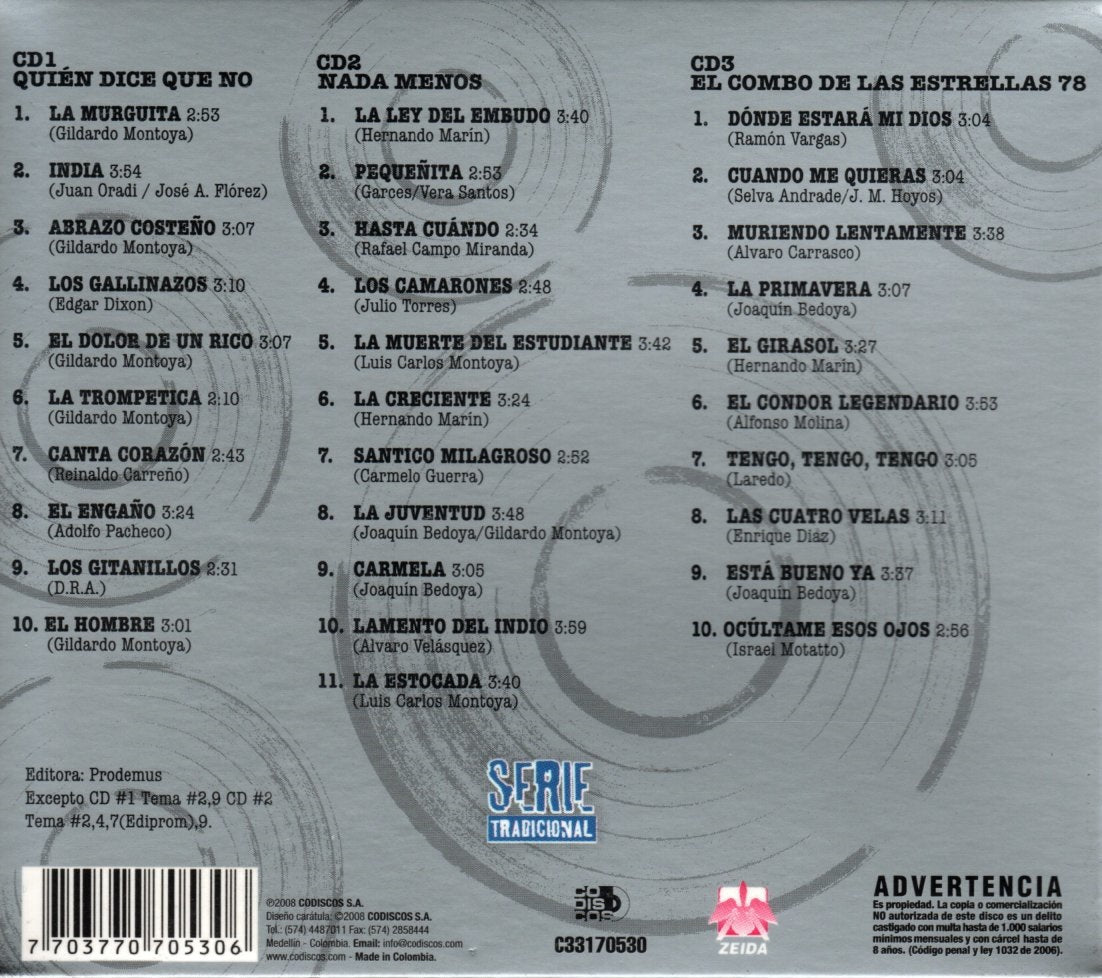 CD1
QUIÉN DICE QUE NO
1. LA MURGUITA 2:53
(Gildardo Montoya)
2. INDIA 3:54
(Juan Oradi / José A. Flórez)
3. ABRAZO COSTEÑO 3:07
(Gildardo Montoya)
4. LOS GALLINAZOS 3:10
(Edgar Dixon)
5. EL DOLOR DE UN RICO 3:07
(Gildardo Montoya)
6. LA TROMPETICA 2:10
(Gildardo Montoya)
7. CANTA CORAZÓN 2:43
(Reinaldo Carreño)
8. EL ENGAÑO 3:24
(Adolfo Pacheco)
9. LOS GITANILLOS 2:31
(D.R.A.)
10. EL HOMBRE 3:01
(Gildardo Montoya)
CD2
NADA MENOS
1. LA LEY DEL EMBUDO 3:40
(Hernando Marín)
2. PEQUEÑITA 2:53
(Garces/Vera Santos)
3. HASTA CUÁNDO 2:34
(Rafael Campo Miranda)
4. LOS CAMARONES 2:48
(Julio Torres)
5. LA MUERTE DEL ESTUDIANTE 3:42
(Luis Carlos Montoya)
6. LA CRECIENTE 3:24
(Hernando Marín)
7. SANTICO MILAGROSO 2:52
(Carmelo Guerra)
8. LA JUVENTUD 3:48
(Joaquín Bedoya/Gildardo Montoya)
9. CARMELA 3:05
(Joaquín Bedoya)
10. LAMENTO DEL INDIO 3:59
(Alvaro Velásquez)
11. LA ESTOCADA 3:40
(Luis Carlos Montoya)
CD3
EL COMBO DE LAS ESTRELLAS 78
1. DÓNDE ESTARÁ MI DIOS 3:04
(Ramón Vargas)
2. CUANDO ME QUIERAS 3:04
(Selva Andrade/J. M. Hoyos)
3. MURIENDO LENTAMENTE 3:38
(Alvaro Carrasco)
4. LA PRIMAVERA 3:07
(Joaquín Bedoya)
5. EL GIRASOL 3:27
(Hernando Marín)
6. EL CONDOR LEGENDARIO 3:53
(Alfonso Molina)
7. TENGO, TENGO, TENGO 3:05
(Laredo)
8. LAS CUATRO VELAS 3:11
(Enrique Díaz)
9. ESTÁ BUENO YA 3:37
(Joaquín Bedoya)
10. OCÚLTAME ESOS OJOS 2:56
(Israel Motatto)
Editora: Prodemus
Excepto CD #1 Tema #2,9 CD #2
Tema #2,4,7(Ediprom),9.
SERIE
TRADICIONAL
7 703770 705306
℗2008 CODISCOS S.A.
Diseño carátula: ©2008 CODISCOS S.A.
Tel.: (574) 4487011 Fax: (574) 2858444
Medellín - Colombia. Email: info@codiscos.com
www.codiscos.com - Made in Colombia.
CO
DIS
COS
C33170530
ZEIDA
ADVERTENCIA
Es propiedad. La copia o comercialización
NO autorizada de este disco es un delito
castigado con multa hasta de 1.000 salarios
mínimos mensuales y con cárcel hasta de
8 años. (Código penal y ley 1032 de 2006).